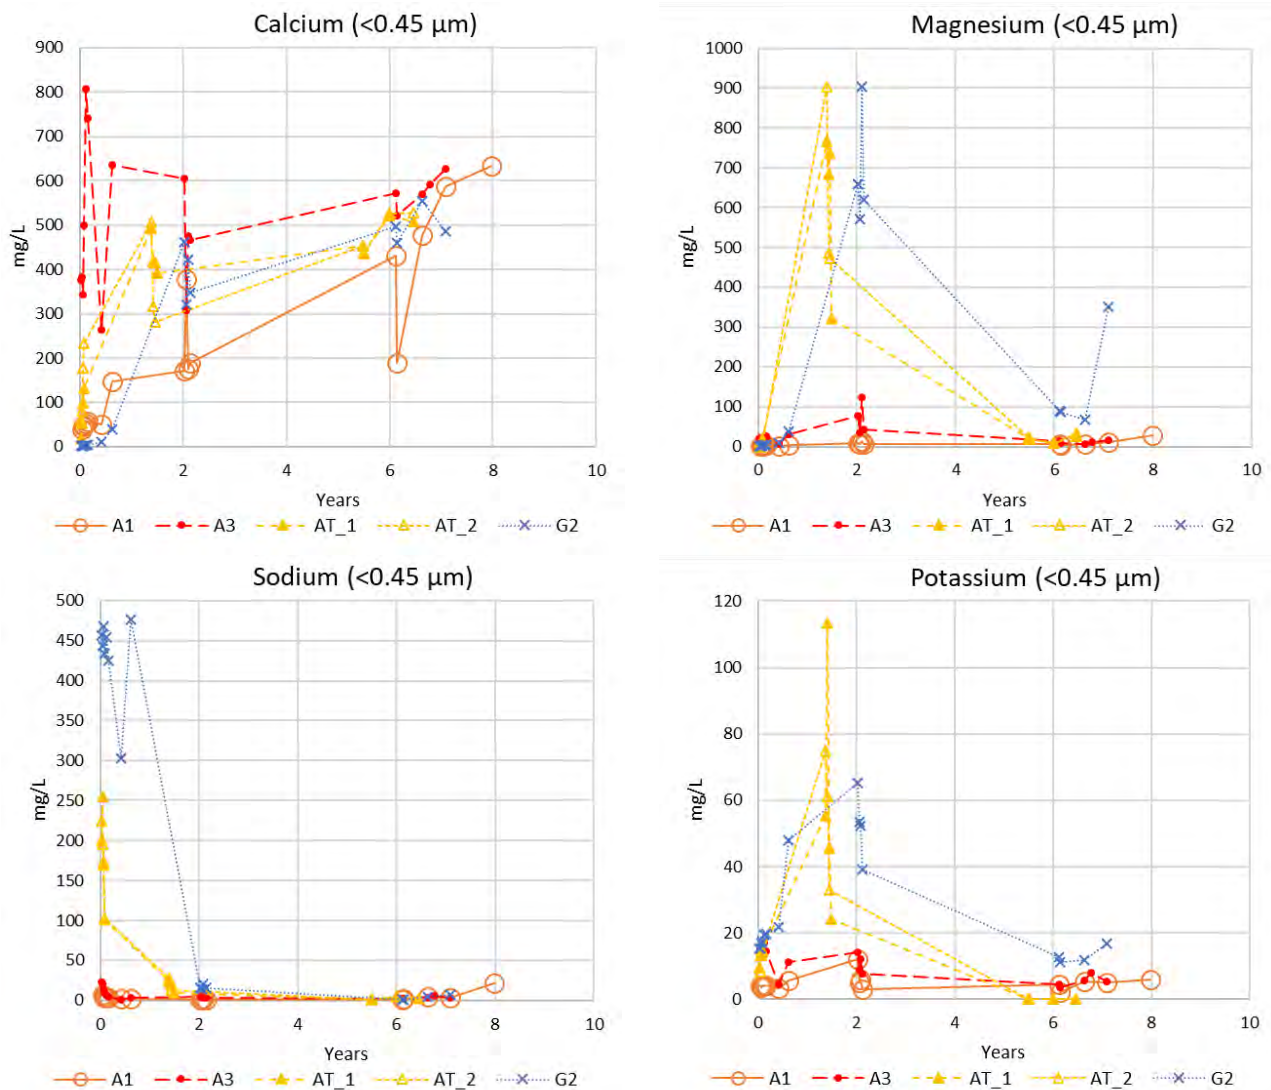 Calcium (<0.45 µm)
900
800
700
600
500
400
300
200
100
0
mg/L
0 2 4 6 8 10
Years
A1 A3 AT_1 AT_2 G2
Magnesium (<0.45 µm)
1000
900
800
700
600
500
400
300
200
100
0
mg/L
0 2 4 6 8 10
Years
A1 A3 AT_1 AT_2 G2
Sodium (<0.45 µm)
500
450
400
350
300
250
200
150
100
50
0
mg/L
0 2 4 6 8 10
Years
A1 A3 AT_1 AT_2 G2
Potassium (<0.45 µm)
120
100
80
60
40
20
0
mg/L
0 2 4 6 8 10
Years
A1 A3 AT_1 AT_2 G2